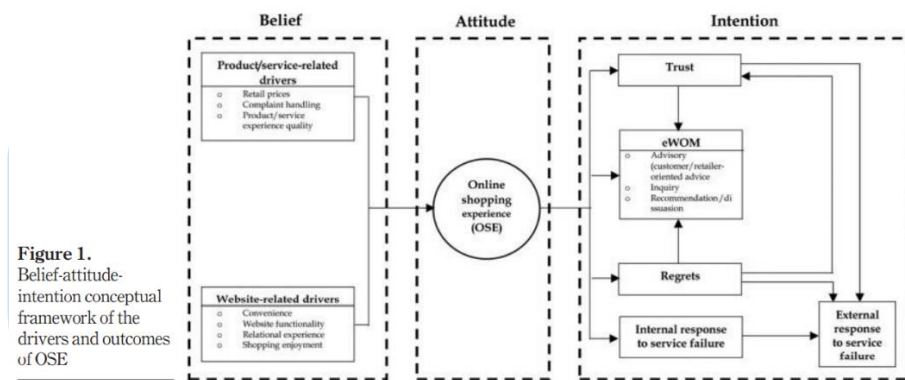 Belief
Attitude
Intention
Product/service-related
drivers
o Retail prices
o Complaint handling
o Product/service
experience quality
Website-related drivers
o Convenience
o Website functionality
o Relational experience
o Shopping enjoyment
Online
shopping
experience
(OSE)
Trust
eWOM
o Advisory
(customer/retailer-
oriented advice
o Inquiry
o Recommendation/di
ssuasion
Regrets
Internal response
to service failure
External
response
to service
failure
Figure 1.
Belief-attitude-
intention conceptual
framework of the
drivers and outcomes
of OSE